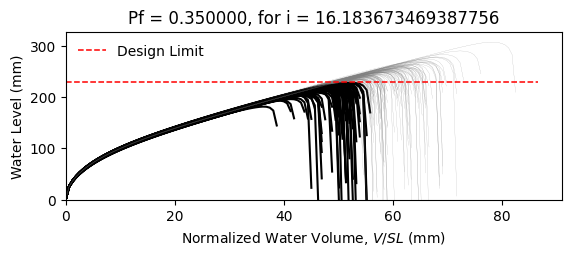 Pf = 0.350000, for i = 16.183673469387756
Water Level (mm)
300
200
100
0
Design Limit
0 20 40 60 80
Normalized Water Volume, V/SL (mm)